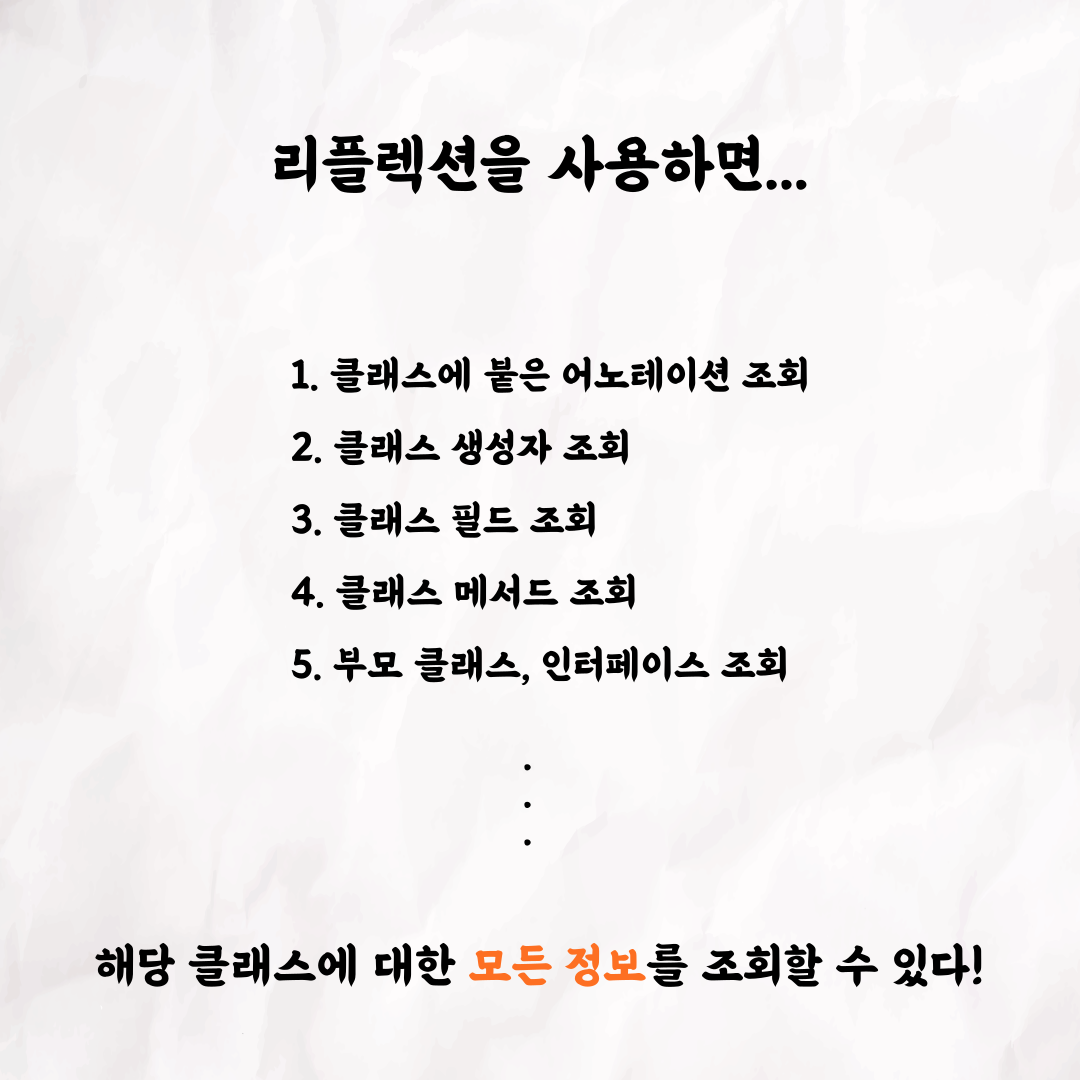 리플렉션을 사용하면...
1. 클래스에 붙은 어노테이션 조회
2. 클래스 생성자 조회
3. 클래스 필드 조회
4. 클래스 메서드 조회
5. 부모 클래스, 인터페이스 조회
.
.
.
해당 클래스에 대한 모든 정보를 조회할 수 있다!